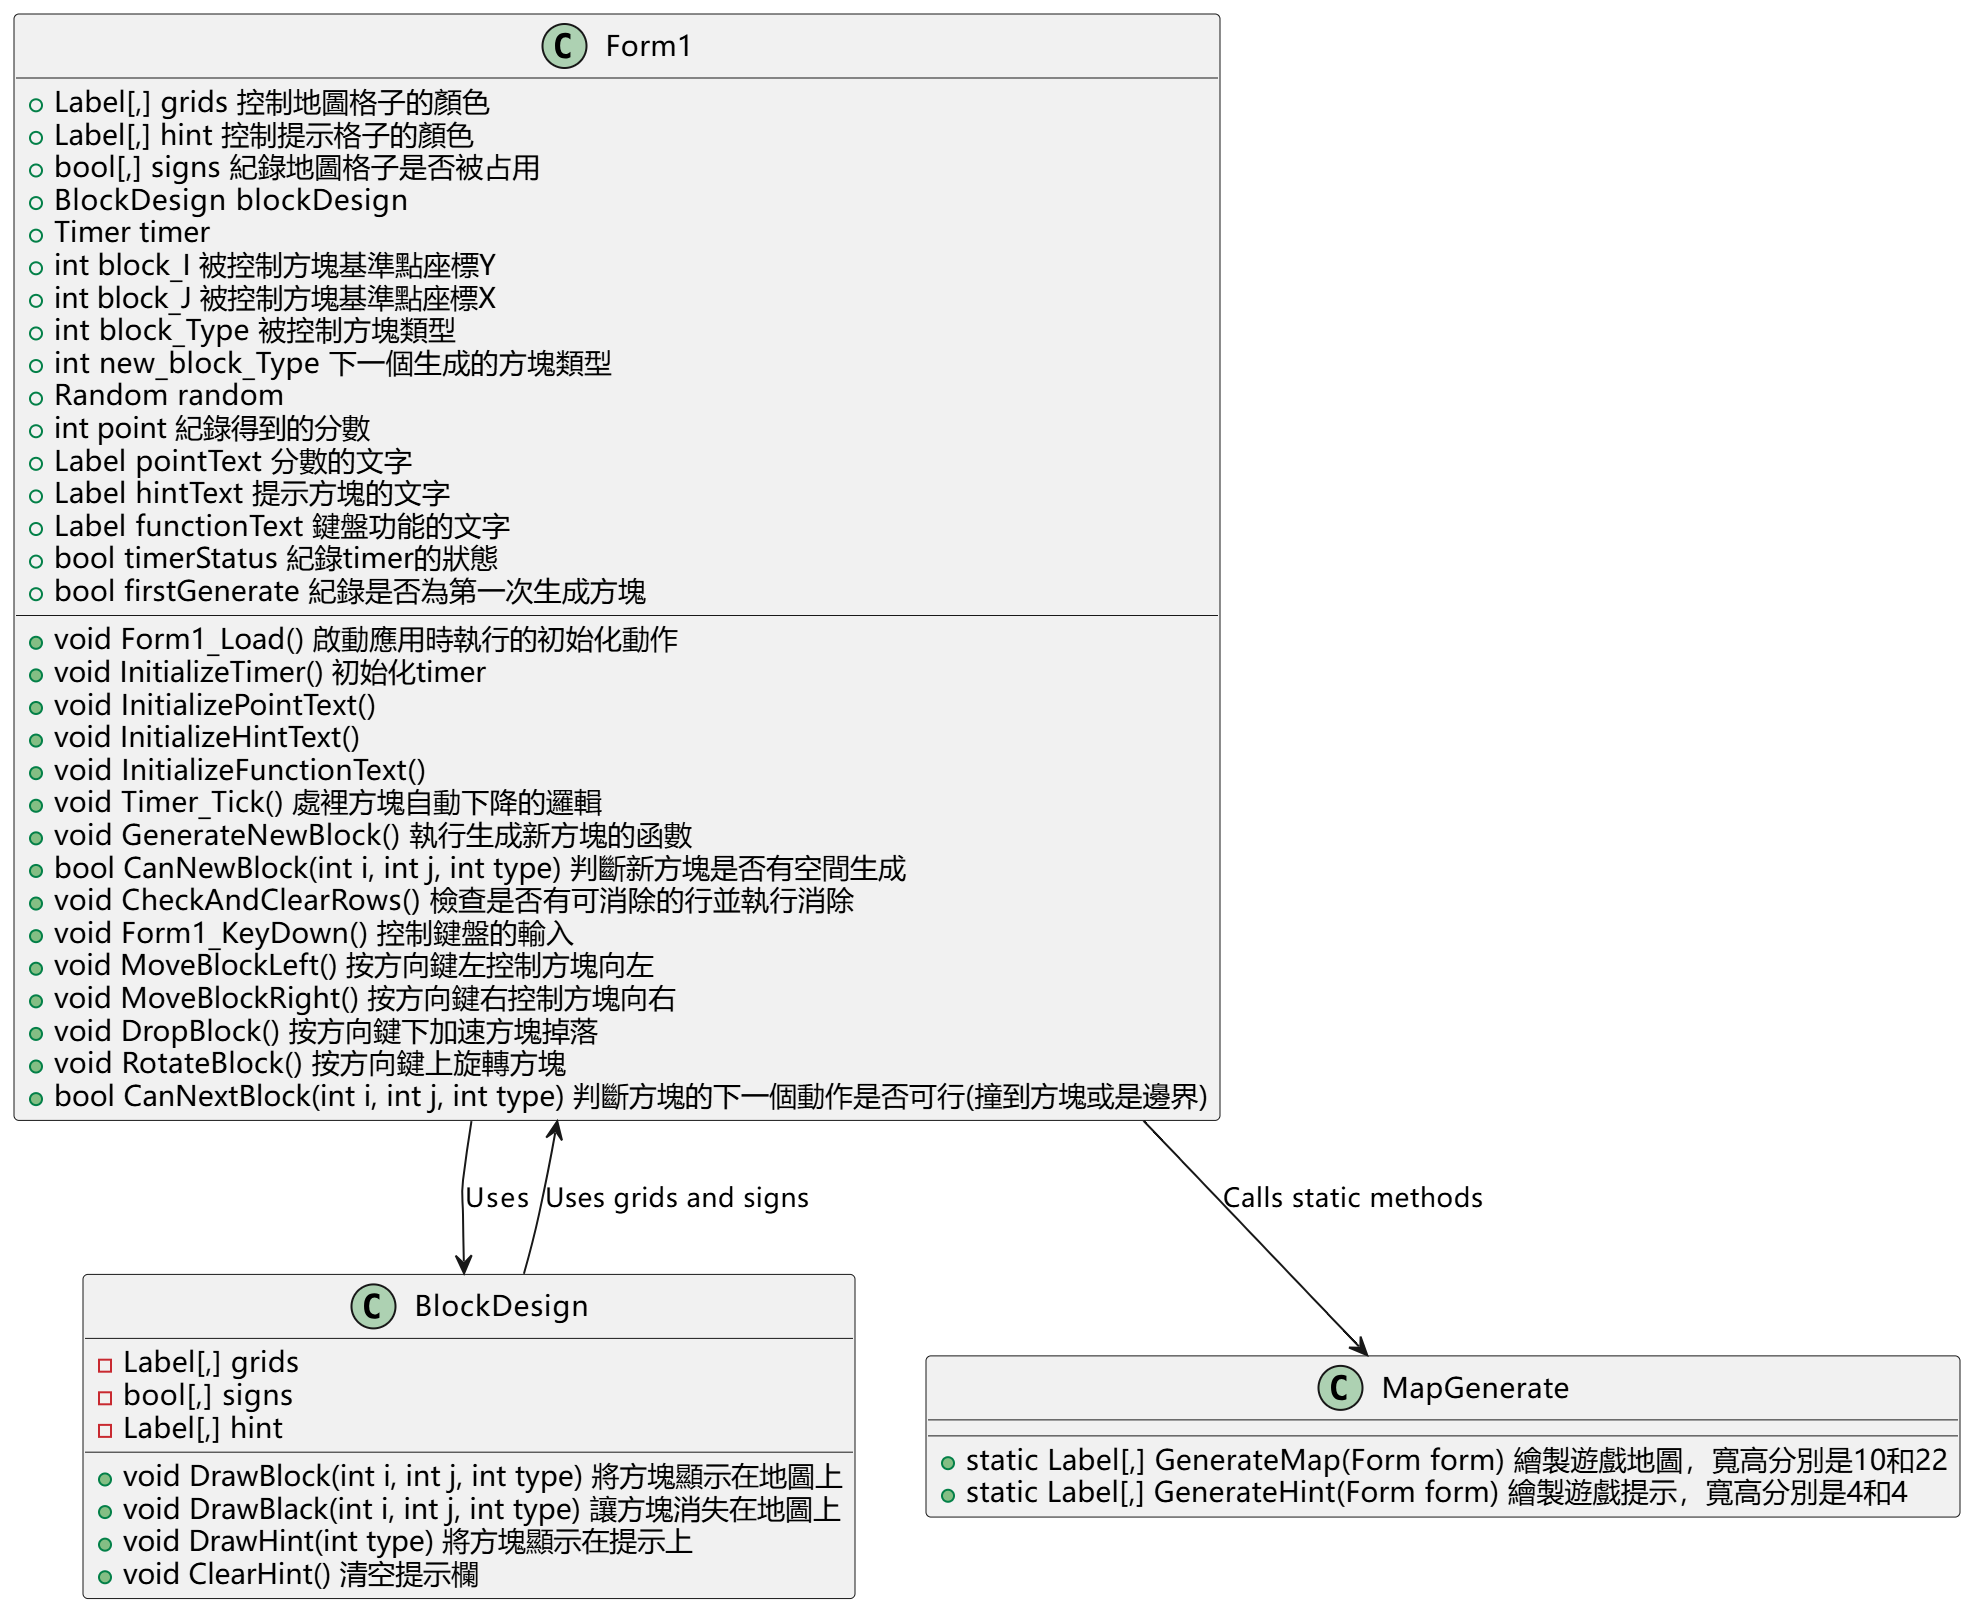 C Form1
Label[,] grids 控制地圖格子的顏色
Label[,] hint 控制提示格子的顏色
bool[,] signs 紀錄地圖格子是否被占用
BlockDesign blockDesign
Timer timer
int block_I 被控制方塊基準點座標Y
int block_J 被控制方塊基準點座標X
int block_Type 被控制方塊類型
int new_block_Type 下一個生成的方塊類型
Random random
int point 紀錄得到的分數
Label pointText 分數的文字
Label hintText 提示方塊的文字
Label functionText 鍵盤功能的文字
bool timerStatus 紀錄timer的狀態
bool firstGenerate 紀錄是否為第一次生成方塊
void Form1_Load() 啟動應用時執行的初始化動作
void InitializeTimer() 初始化timer
void InitializePointText()
void InitializeHintText()
void InitializeFunctionText()
void Timer_Tick() 處裡方塊自動下降的邏輯
void GenerateNewBlock() 執行生成新方塊的函數
bool CanNewBlock(int i, int j, int type) 判斷新方塊是否有空間生成
void CheckAndClearRows() 檢查是否有可消除的行並執行消除
void Form1_KeyDown() 控制鍵盤的輸入
void MoveBlockLeft() 按方向鍵左控制方塊向左
void MoveBlockRight() 按方向鍵右控制方塊向右
void DropBlock() 按方向鍵下加速方塊掉落
void RotateBlock() 按方向鍵上旋轉方塊
bool CanNextBlock(int i, int j, int type) 判斷方塊的下一個動作是否可行(撞到方塊或是邊界)
Uses
Uses grids and signs
Calls static methods
C BlockDesign
Label[,] grids
bool[,] signs
Label[,] hint
void DrawBlock(int i, int j, int type) 將方塊顯示在地圖上
void DrawBlack(int i, int j, int type) 讓方塊消失在地圖上
void DrawHint(int type) 將方塊顯示在提示上
void ClearHint() 清空提示欄
C MapGenerate
static Label[,] GenerateMap(Form form) 繪製遊戲地圖，寬高分別是10和22
static Label[,] GenerateHint(Form form) 繪製遊戲提示，寬高分別是4和4